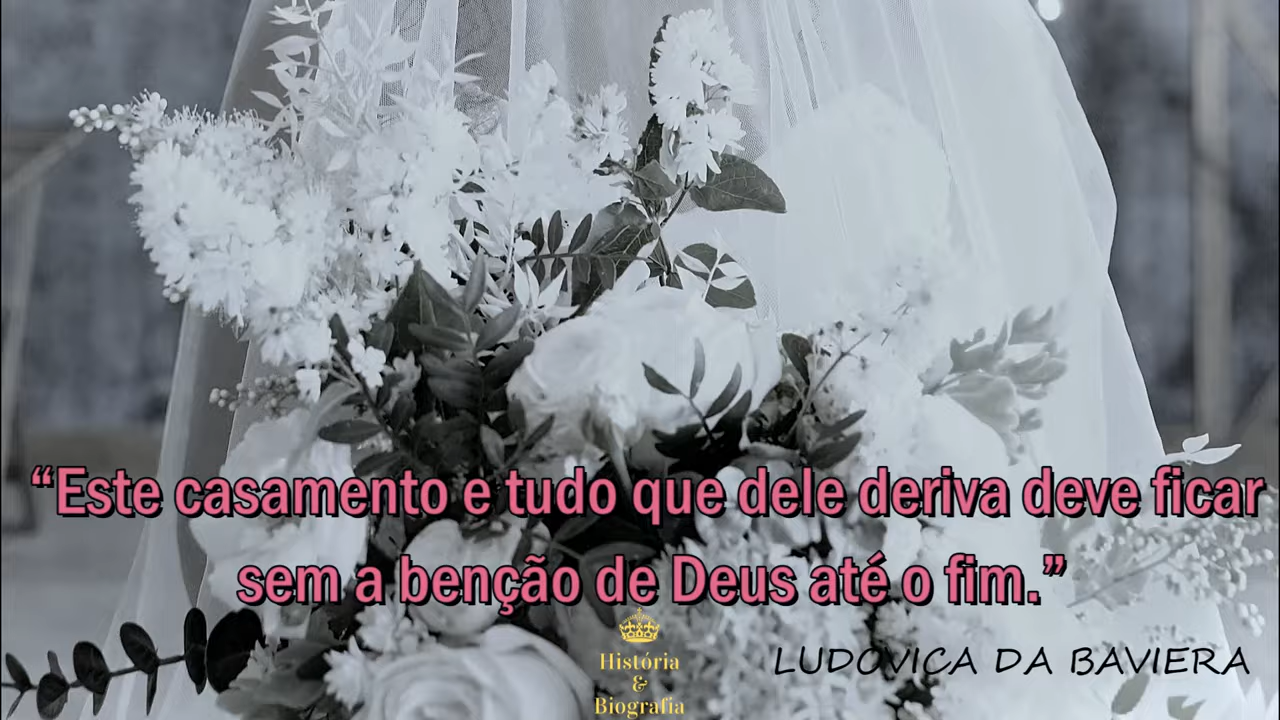 “Este casamento e tudo que dele deriva deve ficar
sem a benção de Deus até o fim.”
LUDOVICA DA BAVIERA
História
&
Biografia